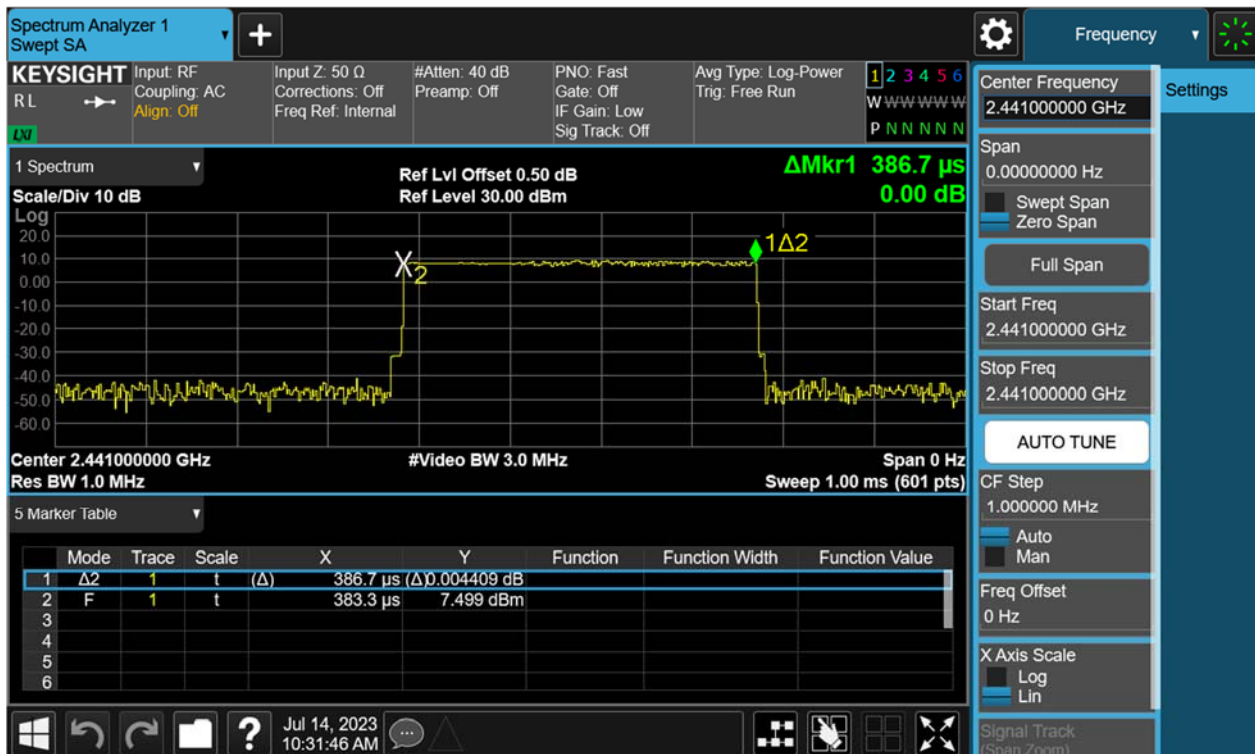 Spectrum Analyzer 1
Swept SA
+
Frequency
KEYSIGHT
RL
LXI
Input: RF
Coupling: AC
Align: Off
Input Z: 50 Ω
Corrections: Off
Freq Ref: Internal
#Atten: 40 dB
Preamp: Off
PNO: Fast
Gate: Off
IF Gain: Low
Sig Track: Off
Avg Type: Log-Power
Trig: Free Run
1 2 3 4 5 6
W W W W W W
P N N N N N
1 Spectrum
Scale/Div 10 dB
Ref Lvl Offset 0.50 dB
Ref Level 30.00 dBm
ΔMkr1 386.7 µs
0.00 dB
Log
20.0
10.0
0.00
-10.0
-20.0
-30.0
-40.0
-50.0
-60.0
2
1Δ2
Center 2.441000000 GHz
#Video BW 3.0 MHz
Span 0 Hz
Res BW 1.0 MHz
Sweep 1.00 ms (601 pts)
5 Marker Table
Mode Trace Scale X Y Function Function Width Function Value
1 Δ2 1 t (Δ) 386.7 µs (Δ)0.004409 dB
2 F 1 t 383.3 µs 7.499 dBm
3
4
5
6
?
Jul 14, 2023
10:31:46 AM
Center Frequency
2.441000000 GHz
Span
0.00000000 Hz
Swept Span
Zero Span
Full Span
Start Freq
2.441000000 GHz
Stop Freq
2.441000000 GHz
AUTO TUNE
CF Step
1.000000 MHz
Auto
Man
Freq Offset
0 Hz
X Axis Scale
Log
Lin
Signal Track
(Span Zoom)
Settings